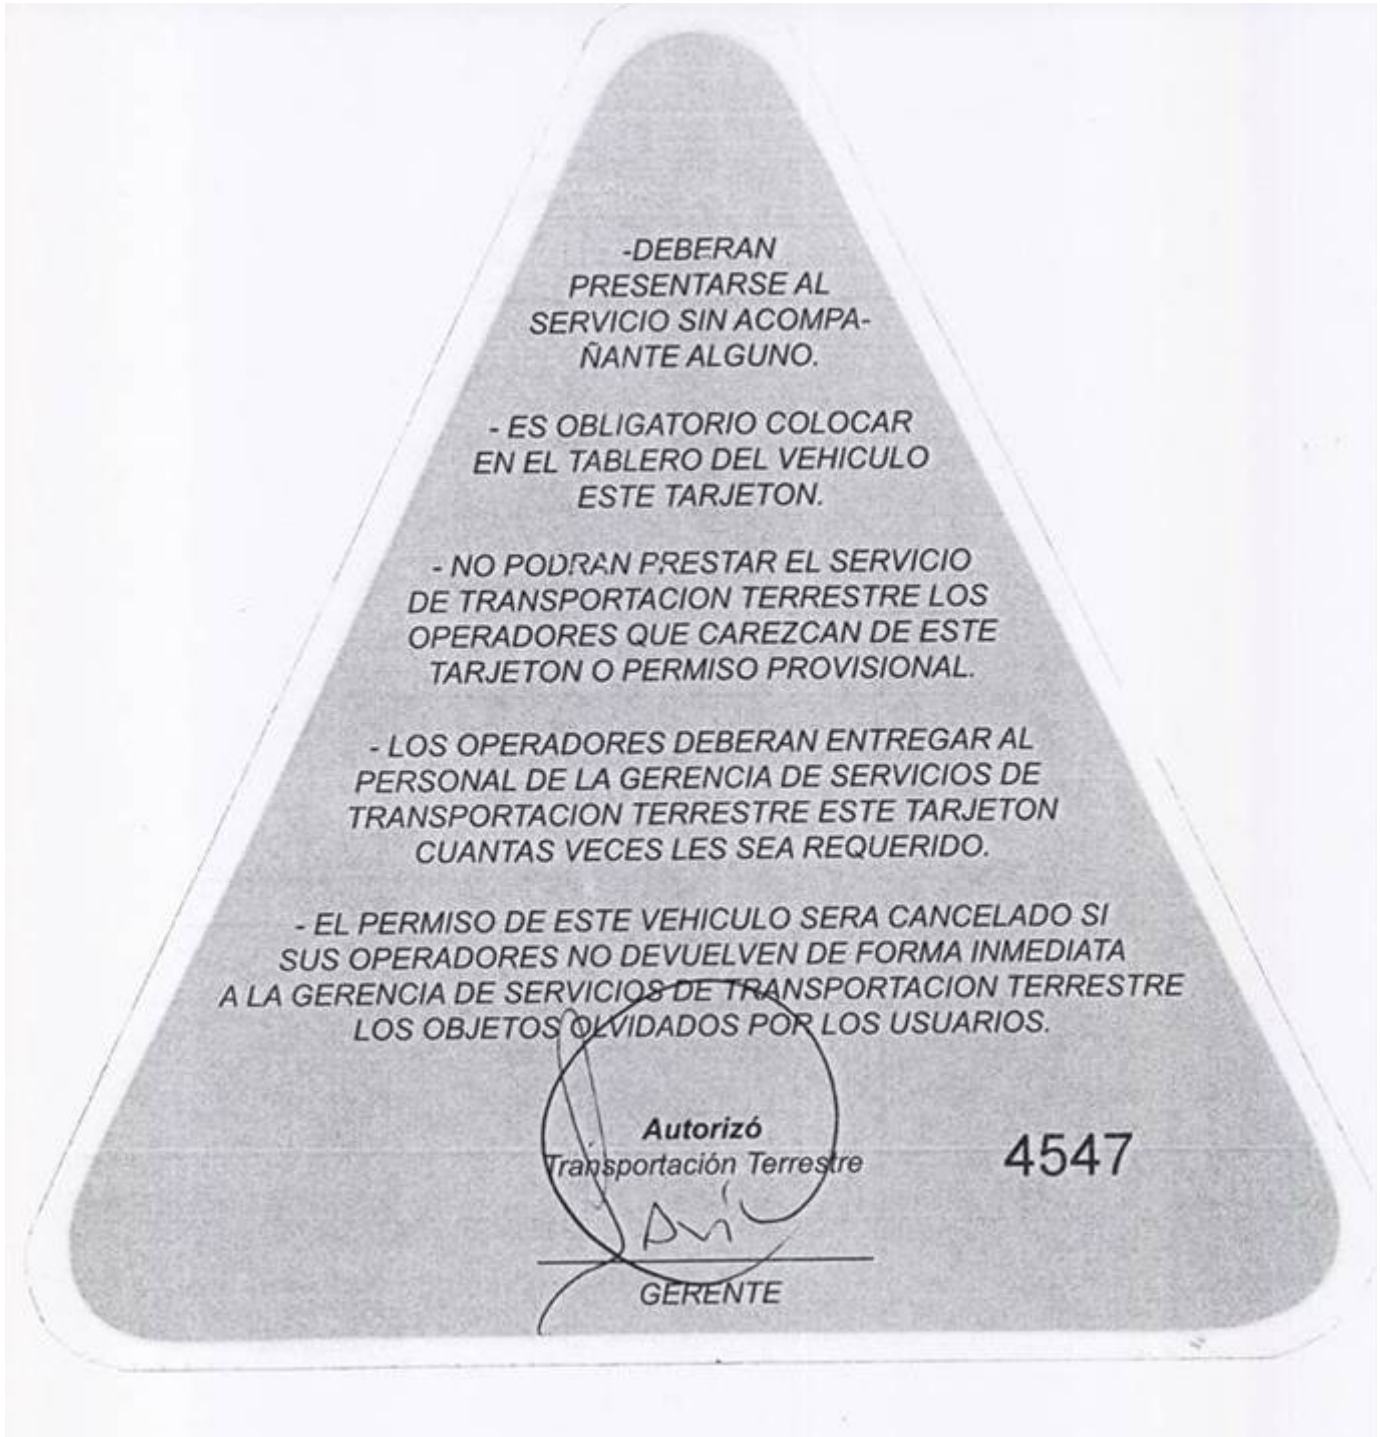 -DEBERAN
PRESENTARSE AL
SERVICIO SIN ACOMPA-
ÑANTE ALGUNO.
- ES OBLIGATORIO COLOCAR
EN EL TABLERO DEL VEHICULO
ESTE TARJETON.
- NO PODRAN PRESTAR EL SERVICIO
DE TRANSPORTACION TERRESTRE LOS
OPERADORES QUE CAREZCAN DE ESTE
TARJETON O PERMISO PROVISIONAL.
- LOS OPERADORES DEBERAN ENTREGAR AL
PERSONAL DE LA GERENCIA DE SERVICIOS DE
TRANSPORTACION TERRESTRE ESTE TARJETON
CUANTAS VECES LES SEA REQUERIDO.
- EL PERMISO DE ESTE VEHICULO SERA CANCELADO SI
SUS OPERADORES NO DEVUELVEN DE FORMA INMEDIATA
A LA GERENCIA DE SERVICIOS DE TRANSPORTACION TERRESTRE
LOS OBJETOS OLVIDADOS POR LOS USUARIOS.
Autorizó
Transportación Terrestre
4547
GERENTE